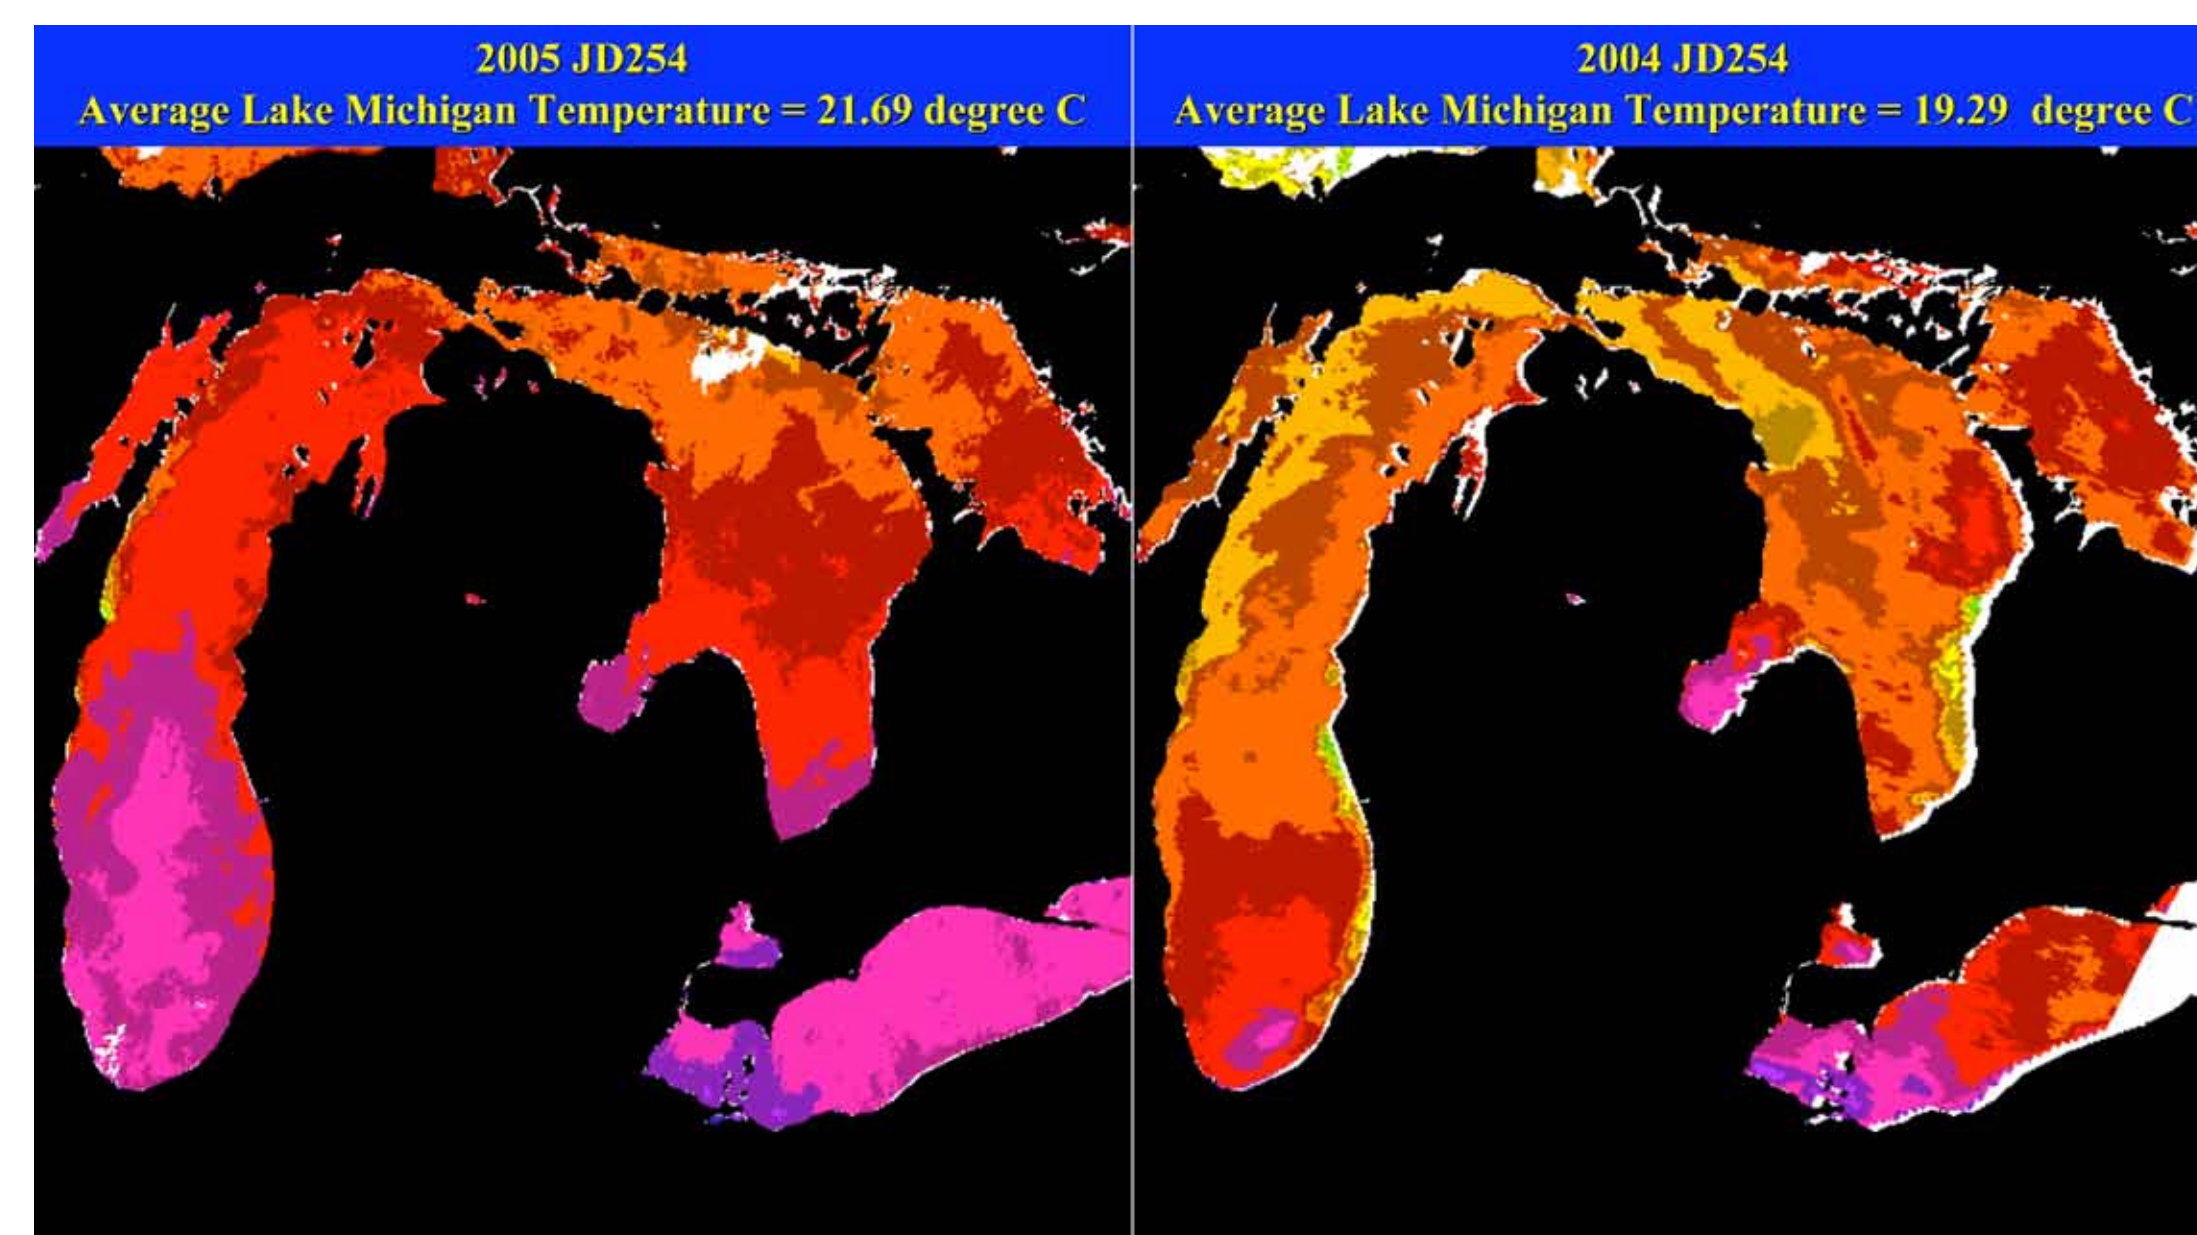 2005 JD254
Average Lake Michigan Temperature = 21.69 degree C
2004 JD254
Average Lake Michigan Temperature = 19.29 degree C